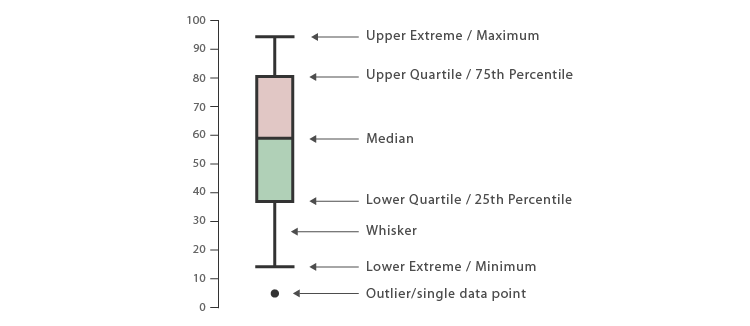 100
90
80
70
60
50
40
30
20
10
0
Upper Extreme / Maximum
Upper Quartile / 75th Percentile
Median
Lower Quartile / 25th Percentile
Whisker
Lower Extreme / Minimum
Outlier/single data point